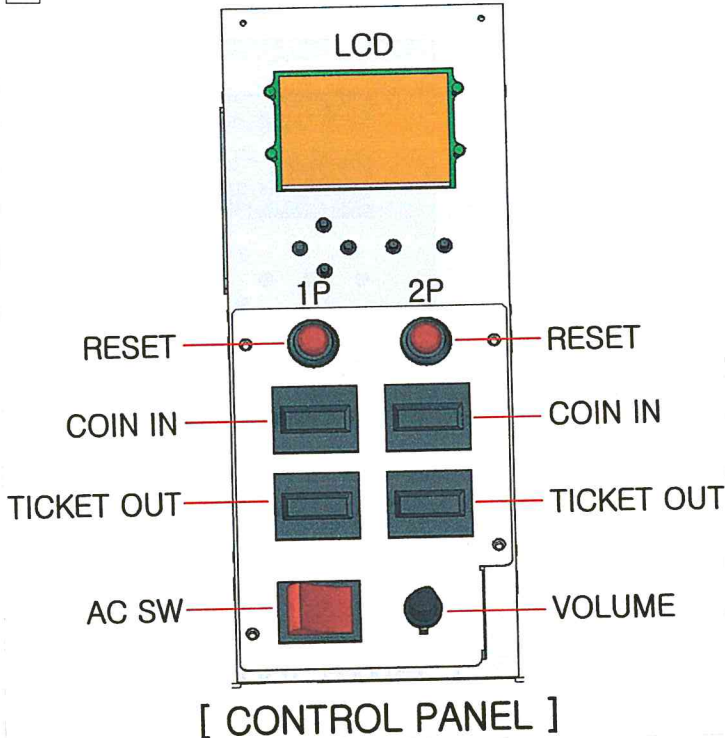 LCD
1P 2P
RESET RESET
COIN IN COIN IN
TICKET OUT TICKET OUT
AC SW VOLUME
[ CONTROL PANEL ]